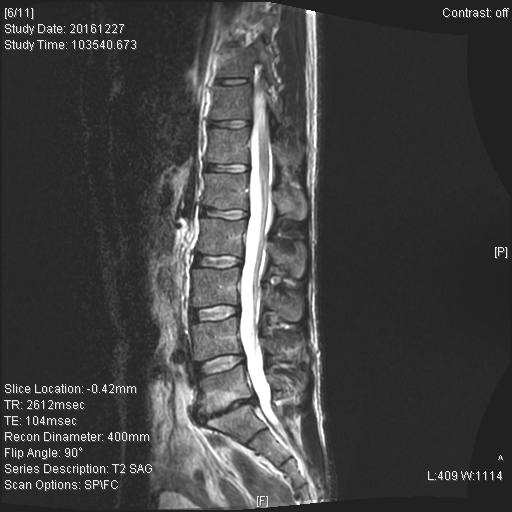 [6/11]
Contrast: off
Study Date: 20161227
Study Time: 103540.673
[P]
Slice Location: -0.42mm
TR: 2612msec
TE: 104msec
Recon Dinameter: 400mm
Flip Angle: 90°
Series Description: T2 SAG
Scan Options: SP\FC
^
L:409 W:1114
[F]